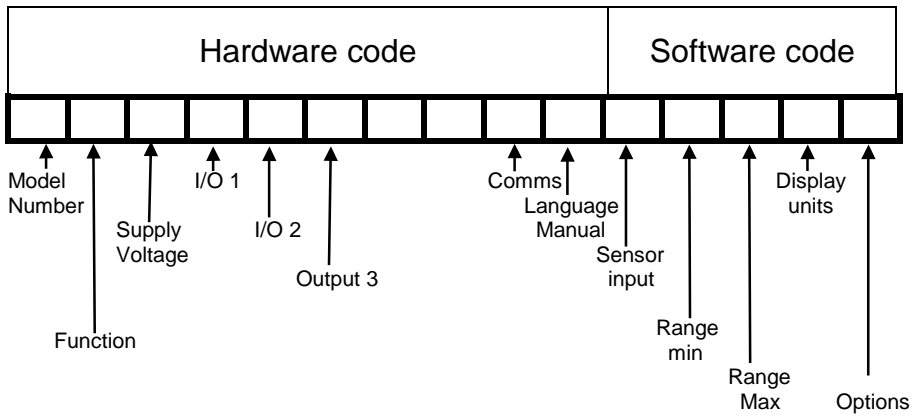 Hardware code
Software code
Model
Number
Function
Supply
Voltage
I/O 1
I/O 2
Output 3
Comms
Language
Manual
Sensor
input
Range
min
Range
Max
Display
units
Options